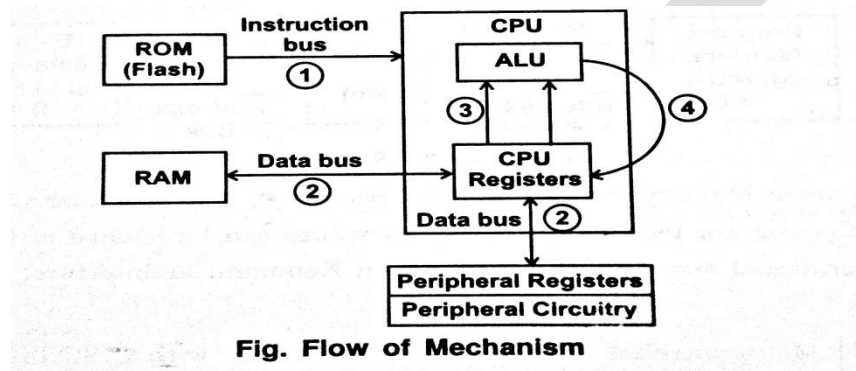 Instruction
bus
ROM
(Flash)
①
CPU
ALU
③
④
RAM
Data bus
②
CPU
Registers
Data bus
②
Peripheral Registers
Peripheral Circuitry
Fig. Flow of Mechanism